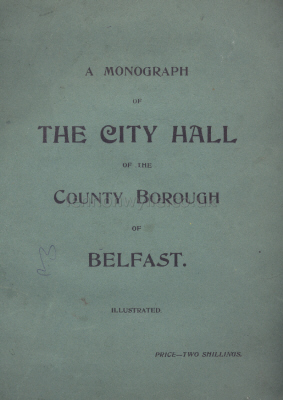 A MONOGRAPH
OF
THE CITY HALL
OF THE
COUNTY BOROUGH
OF
BELFAST.
ILLUSTRATED
PRICE—TWO SHILLINGS.